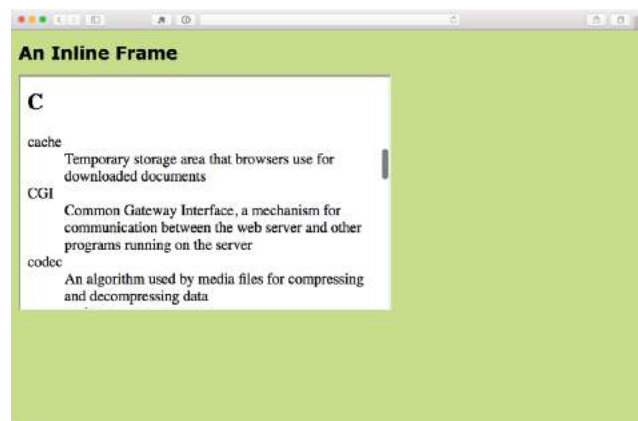 An Inline Frame
C
cache
Temporary storage area that browsers use for
downloaded documents
CGI
Common Gateway Interface, a mechanism for
communication between the web server and other
programs running on the server
codec
An algorithm used by media files for compressing
and decompressing data